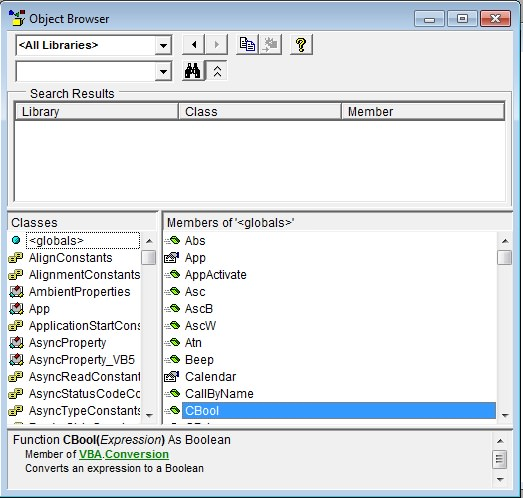 Object Browser
<All Libraries>
Search Results
Library Class Member
Classes
<globals>
AlignConstants
AlignmentConstants
AmbientProperties
App
ApplicationStartCons
AsyncProperty
AsyncProperty_VB5
AsyncReadConstant
AsyncStatusCodeCo
AsyncTypeConstants
Members of '<globals>'
Abs
App
AppActivate
Asc
AscB
AscW
Atn
Beep
Calendar
CallByName
CBool
Function CBool(Expression) As Boolean
Member of VBA.Conversion
Converts an expression to a Boolean